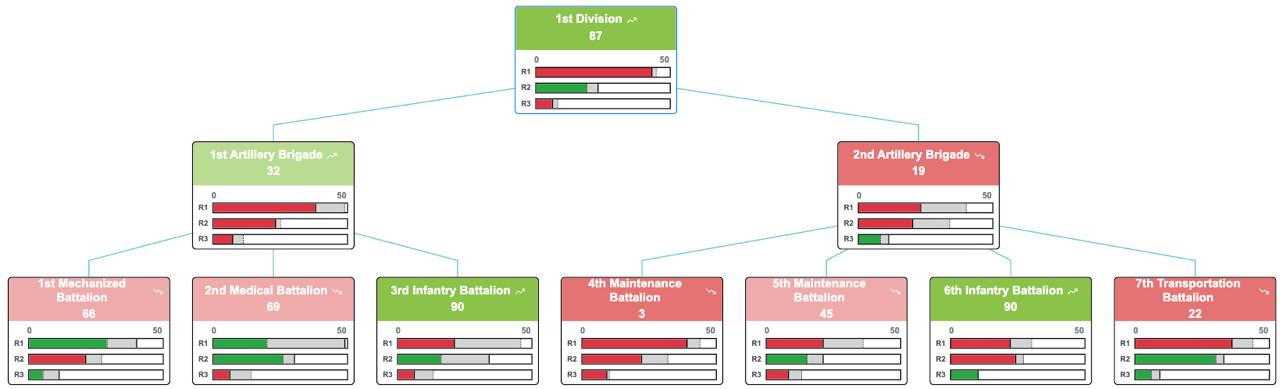 1st Division
87
0 50
R1
R2
R3
1st Artillery Brigade
32
0 50
R1
R2
R3
2nd Artillery Brigade
19
0 50
R1
R2
R3
1st Mechanized
Battalion
66
0 50
R1
R2
R3
2nd Medical Battalion
69
0 50
R1
R2
R3
3rd Infantry Battalion
90
0 50
R1
R2
R3
4th Maintenance
Battalion
3
0 50
R1
R2
R3
5th Maintenance
Battalion
45
0 50
R1
R2
R3
6th Infantry Battalion
90
0 50
R1
R2
R3
7th Transportation
Battalion
22
0 50
R1
R2
R3